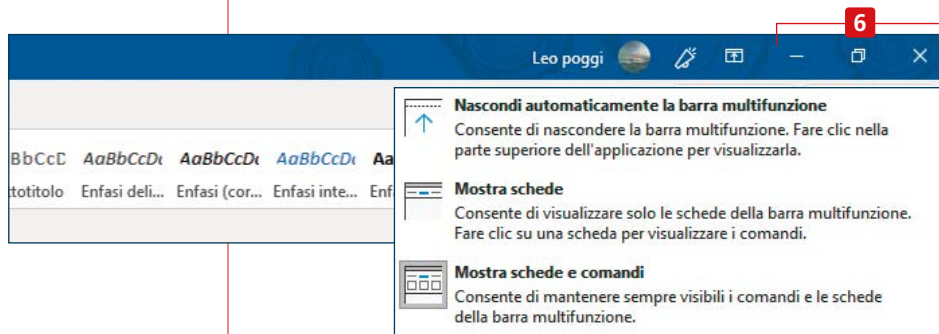 6
Leo poggi
Nascondi automaticamente la barra multifunzione
Consente di nascondere la barra multifunzione. Fare clic nella
parte superiore dell'applicazione per visualizzarla.
BbCcD AaBbCcDt AaBbCcDt AaBbCcDt Aa
ttotitolo Enfasi deli... Enfasi (cor... Enfasi inte... Enf
Mostra schede
Consente di visualizzare solo le schede della barra multifunzione.
Fare clic su una scheda per visualizzare i comandi.
Mostra schede e comandi
Consente di mantenere sempre visibili i comandi e le schede
della barra multifunzione.